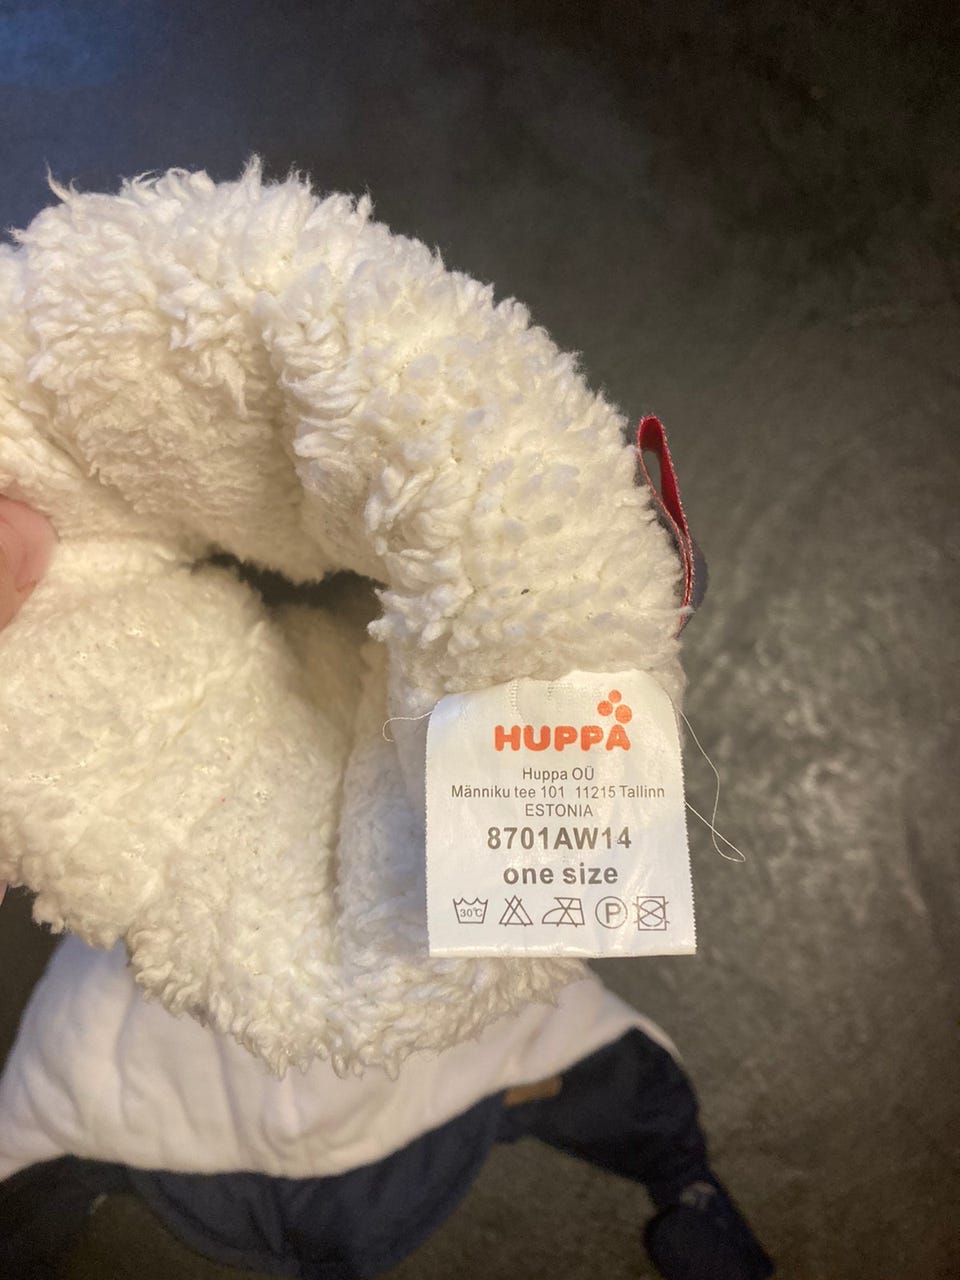 HUPPA
Huppa OÜ
Männiku tee 101 11215 Tallinn
ESTONIA
8701AW14
one size
30°C
P